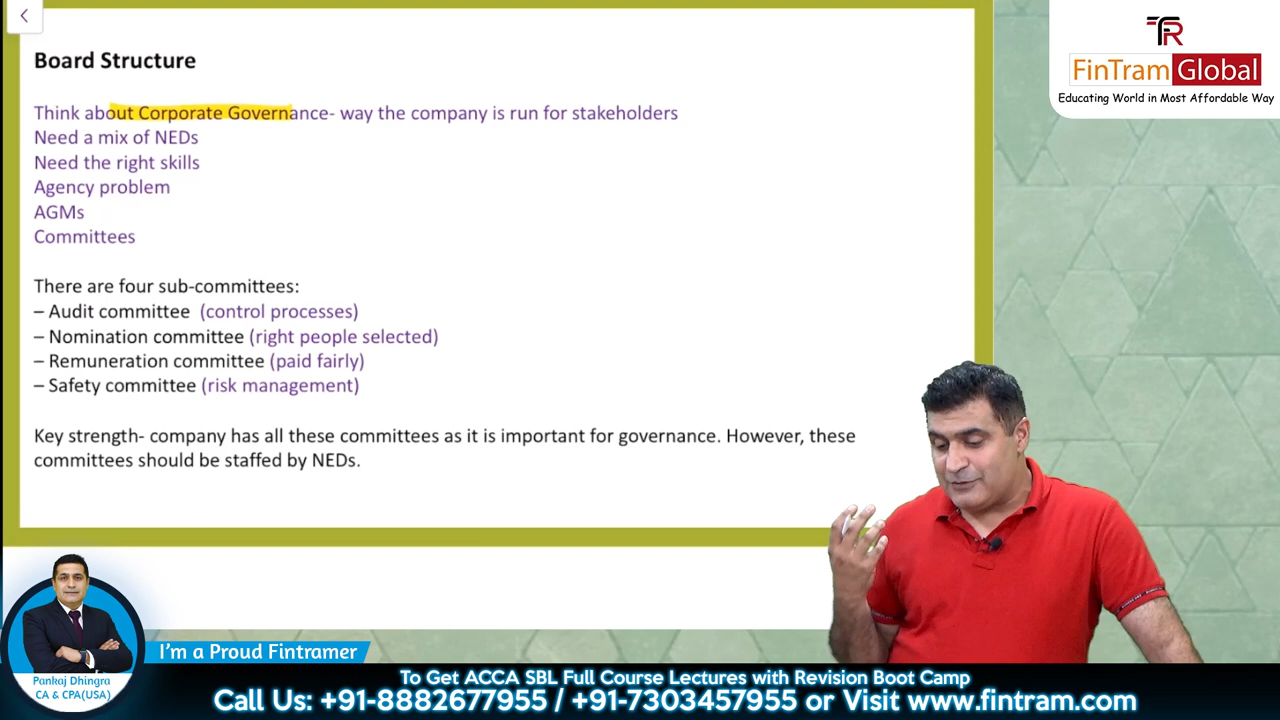 Board Structure
Think about Corporate Governance- way the company is run for stakeholders
Need a mix of NEDs
Need the right skills
Agency problem
AGMs
Committees
There are four sub-committees:
– Audit committee (control processes)
– Nomination committee (right people selected)
– Remuneration committee (paid fairly)
– Safety committee (risk management)
Key strength- company has all these committees as it is important for governance. However, these
committees should be staffed by NEDs.
FinTram Global
Educating World in Most Affordable Way
I'm a Proud Fintramer
Pankaj Dhingra
CA & CPA(USA)
To Get ACCA SBL Full Course Lectures with Revision Boot Camp
Call Us: +91-8882677955 / +91-7303457955 or Visit www.fintram.com